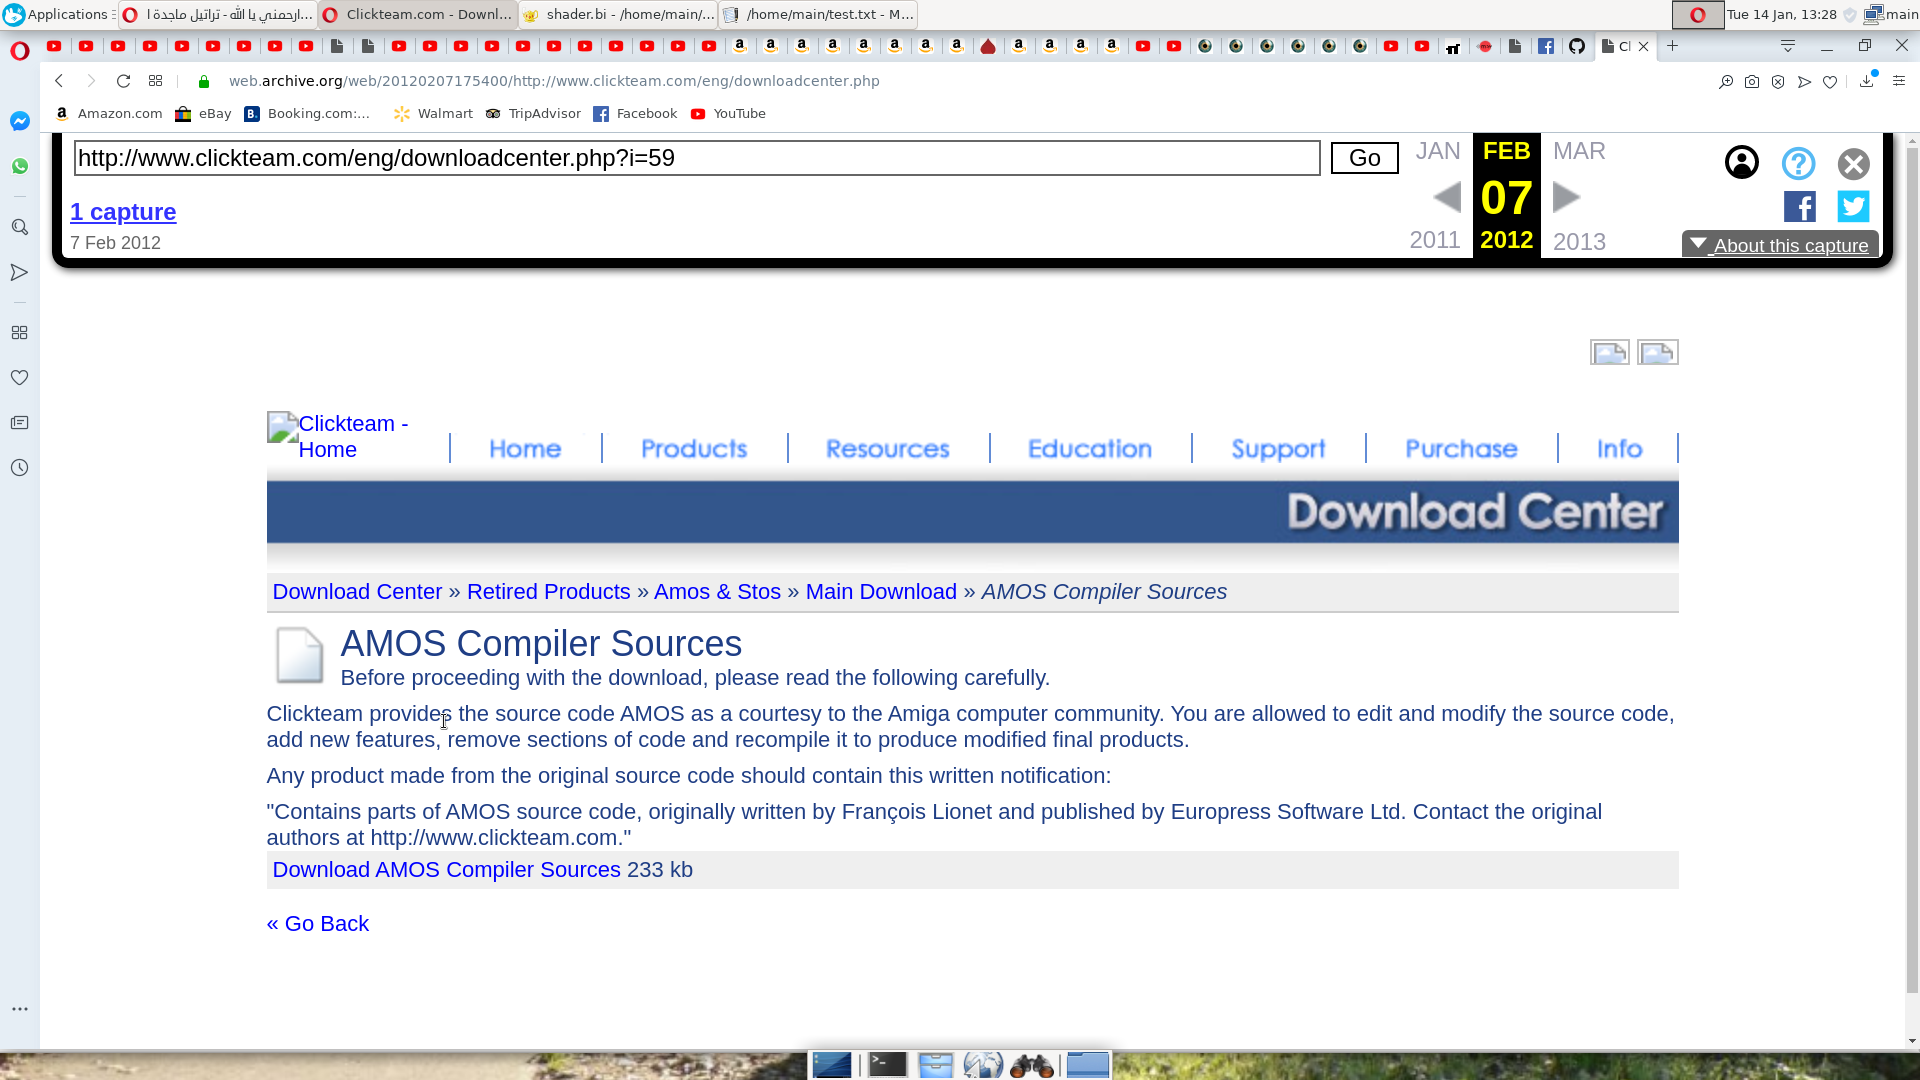 Applications
ارحمني يا الله - تراتيل ماجدة ا...
Clickteam.com - Downl...
shader.bi - /home/main/...
/home/main/test.txt - M...
Tue 14 Jan, 13:28
main
Cl
web.archive.org/web/20120207175400/http://www.clickteam.com/eng/downloadcenter.php
Amazon.com
eBay
Booking.com:...
Walmart
TripAdvisor
Facebook
YouTube
http://www.clickteam.com/eng/downloadcenter.php?i=59
Go
JAN
FEB
MAR
07
1 capture
7 Feb 2012
2011
2012
2013
About this capture
Clickteam -
Home
Home
Products
Resources
Education
Support
Purchase
Info
Download Center
Download Center » Retired Products » Amos & Stos » Main Download » AMOS Compiler Sources
AMOS Compiler Sources
Before proceeding with the download, please read the following carefully.
Clickteam provides the source code AMOS as a courtesy to the Amiga computer community. You are allowed to edit and modify the source code,
add new features, remove sections of code and recompile it to produce modified final products.
Any product made from the original source code should contain this written notification:
"Contains parts of AMOS source code, originally written by François Lionet and published by Europress Software Ltd. Contact the original
authors at http://www.clickteam.com."
Download AMOS Compiler Sources 233 kb
« Go Back